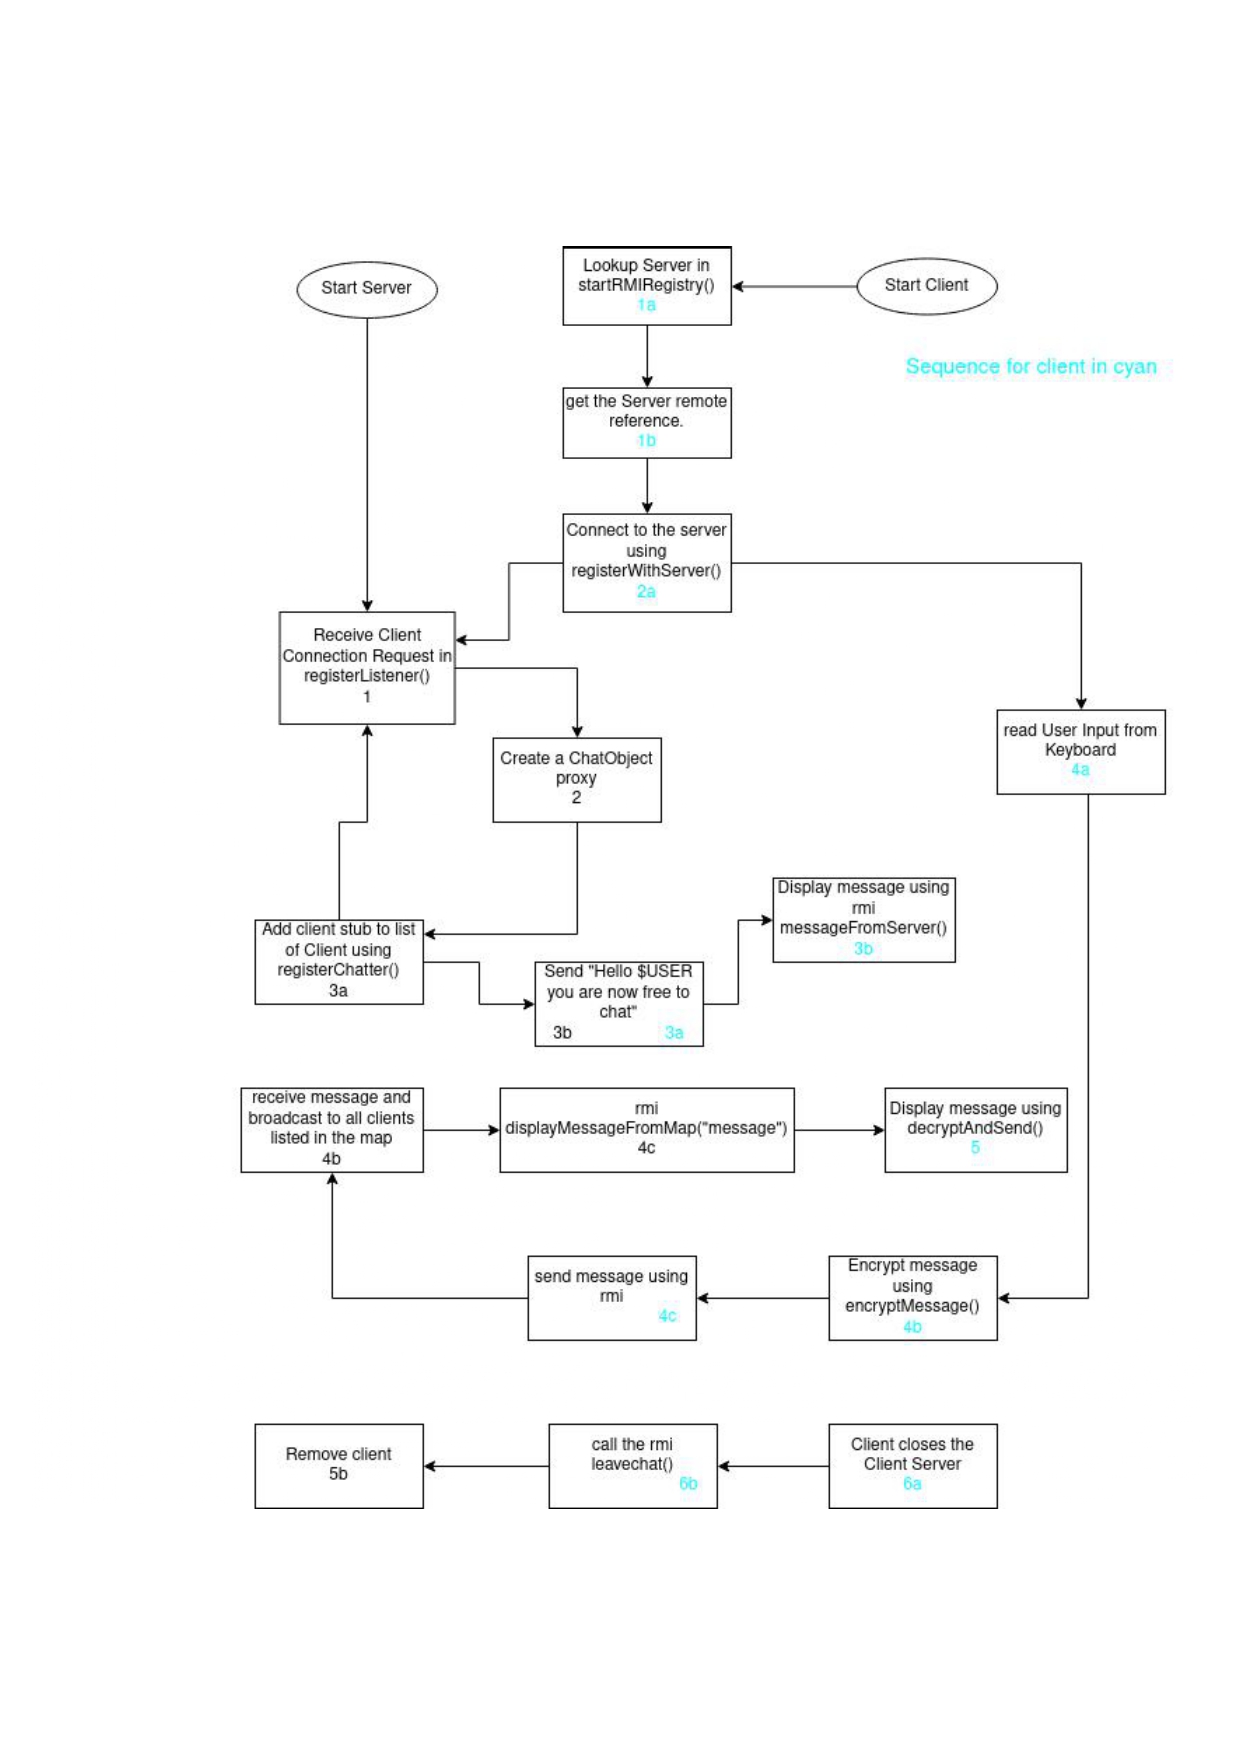 Start Server
Lookup Server in
startRMIRegistry()
1a
Start Client
Sequence for client in cyan
get the Server remote
reference.
1b
Connect to the server
using
registerWithServer()
2a
Receive Client
Connection Request in
registerListener()
1
read User Input from
Keyboard
4a
Create a ChatObject
proxy
2
Display message using
rmi
messageFromServer()
3b
Add client stub to list
of Client using
registerChatter()
3a
Send "Hello $USER
you are now free to
chat"
3b 3a
receive message and
broadcast to all clients
listed in the map
4b
rmi
displayMessageFromMap("message")
4c
Display message using
decryptAndSend()
5
send message using
rmi
4c
Encrypt message
using
encryptMessage()
4b
Remove client
5b
call the rmi
leavechat()
6b
Client closes the
Client Server
6a